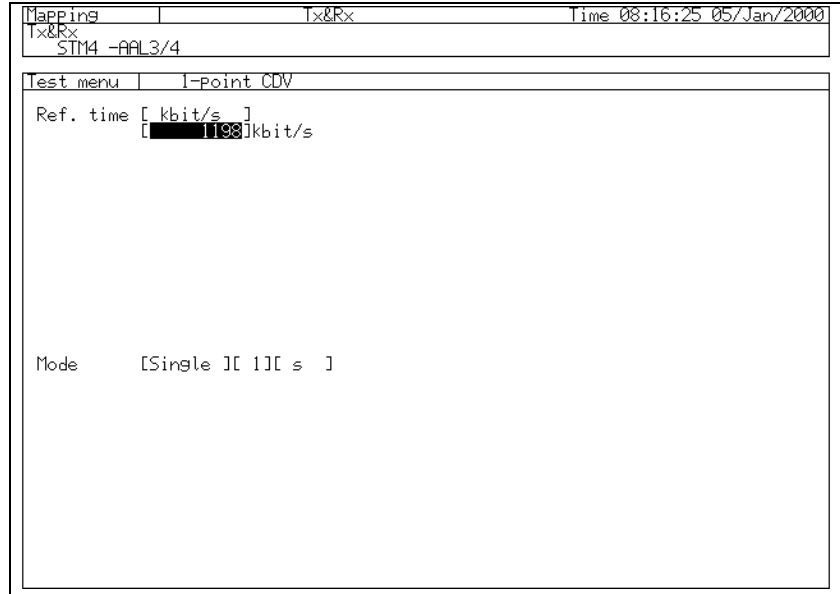 Mapping Tx&Rx Time 08:16:25 05/Jan/2000
Tx&Rx
STM4 -AAL3/4
Test menu 1-point CDV
Ref. time [ kbit/s ]
[ 1198]kbit/s
Mode [Single ][ 1][ s ]